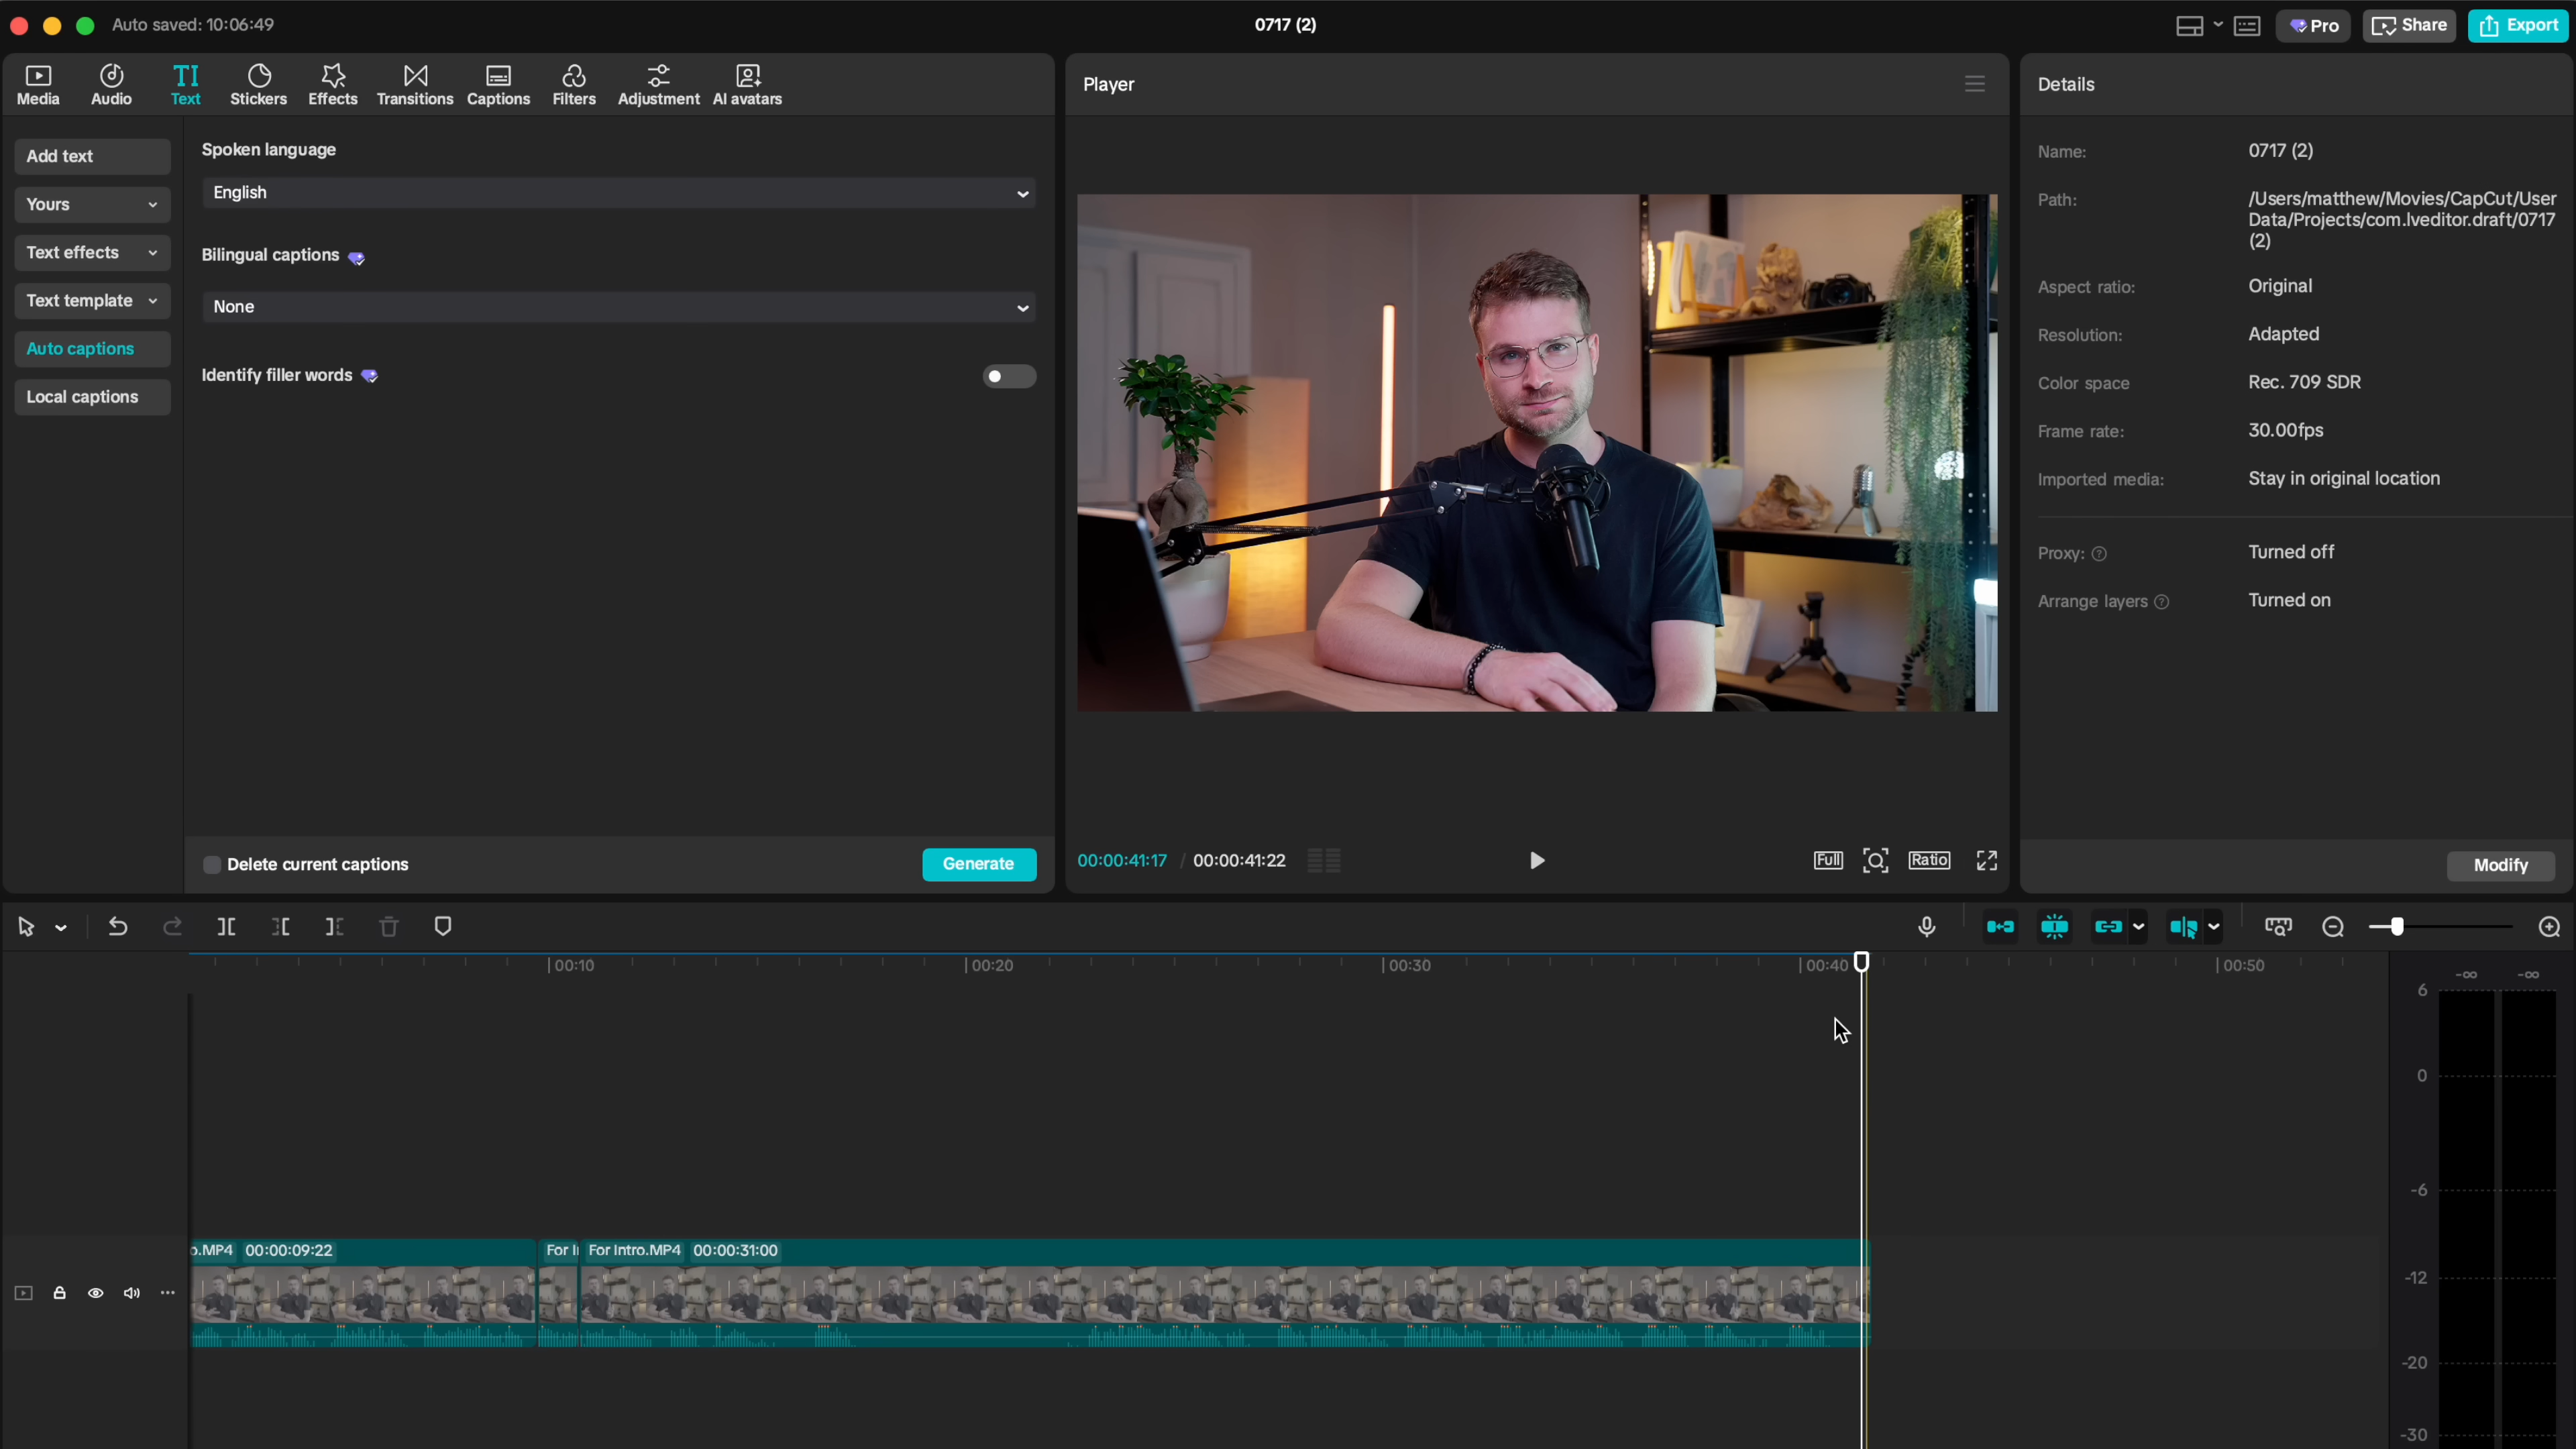 Auto saved: 10:06:49
0717 (2)
Pro
Share
Export
Media
Audio
TI
Text
Stickers
Effects
Transitions
Captions
Filters
Adjustment
AI avatars
Add text
Yours
Text effects
Text template
Auto captions
Local captions
Spoken language
English
Bilingual captions
None
Identify filler words
Delete current captions
Generate
Player
00:00:41:17 / 00:00:41:22
Full
Ratio
Details
Name: 0717 (2)
Path: /Users/matthew/Movies/CapCut/User
Data/Projects/com.lveditor.draft/0717
(2)
Aspect ratio: Original
Resolution: Adapted
Color space Rec. 709 SDR
Frame rate: 30.00fps
Imported media: Stay in original location
Proxy: ? Turned off
Arrange layers ? Turned on
Modify
00:10
00:20
00:30
00:40
00:50
o.MP4 00:00:09:22
For I
For Intro.MP4 00:00:31:00
-∞ -∞
6
0
-6
-12
-20
-30